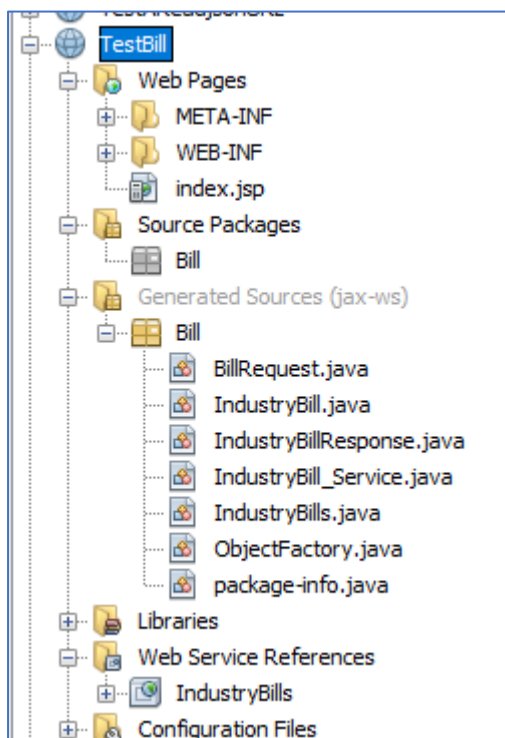 TestBill
Web Pages
META-INF
WEB-INF
index.jsp
Source Packages
Bill
Generated Sources (jax-ws)
Bill
BillRequest.java
IndustryBill.java
IndustryBillResponse.java
IndustryBill_Service.java
IndustryBills.java
ObjectFactory.java
package-info.java
Libraries
Web Service References
IndustryBills
Configuration Files